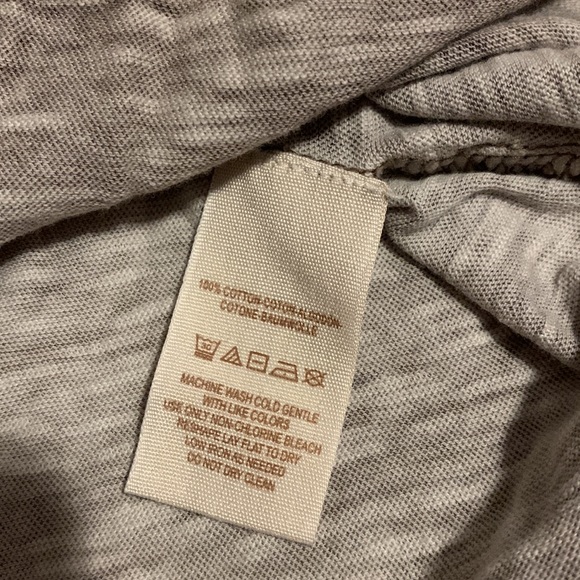 100% COTTON-COTON-ALGODON-
COTONE-BAUMWOLLE
30
MACHINE WASH COLD GENTLE
WITH LIKE COLORS
USE ONLY NON-CHLORINE BLEACH
RESHAPE LAY FLAT TO DRY
LOW IRON AS NEEDED
DO NOT DRY CLEAN